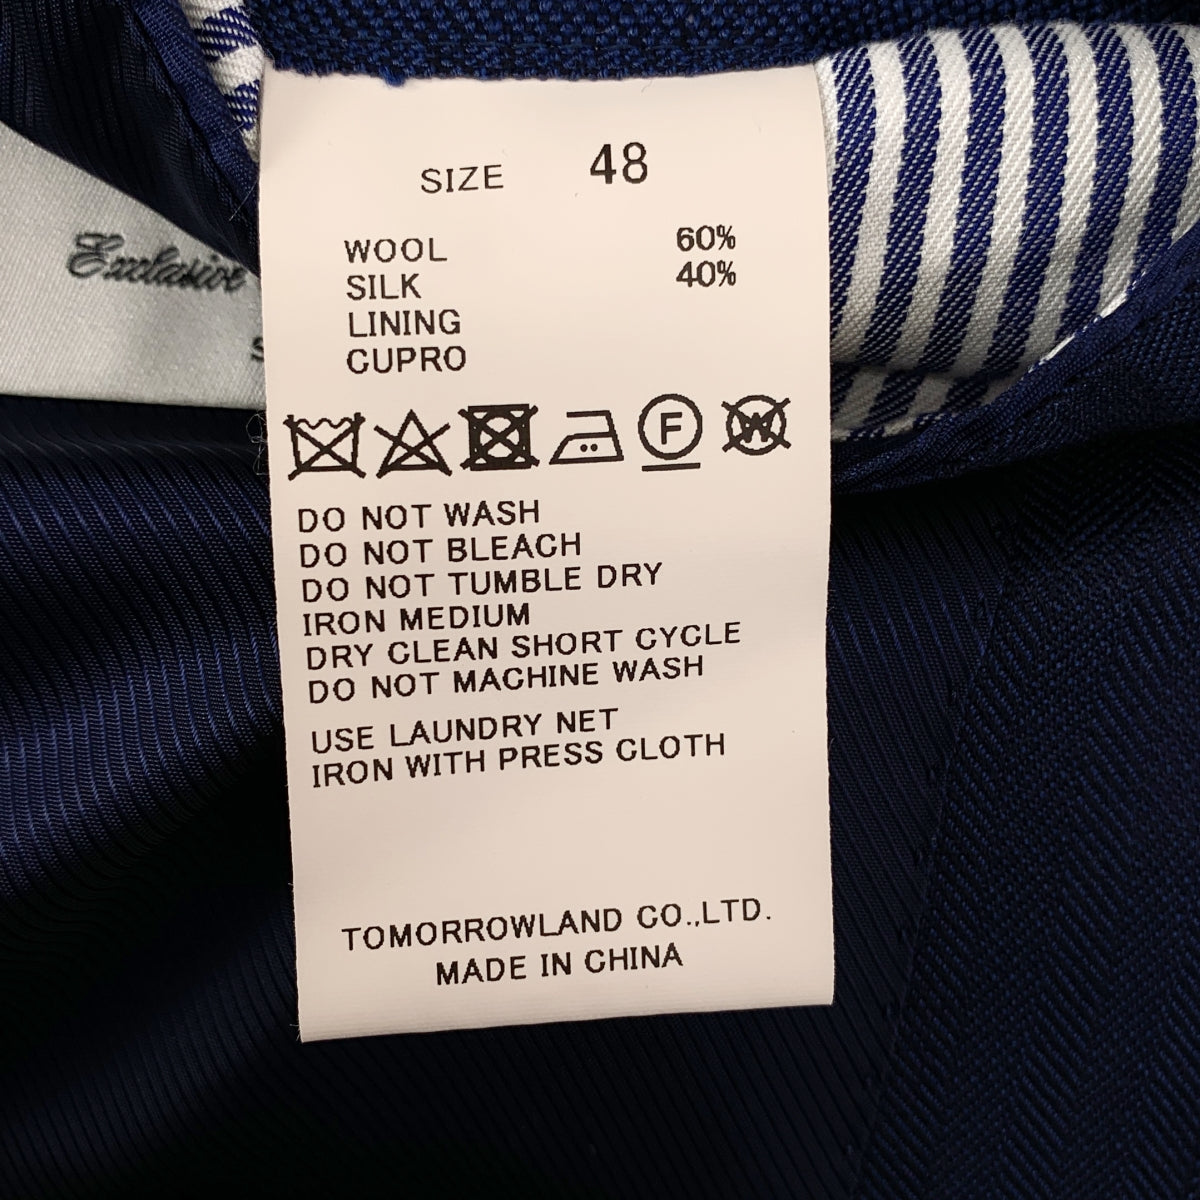 Exclusive
SIZE 48
WOOL 60%
SILK 40%
LINING
CUPRO
F
W
DO NOT WASH
DO NOT BLEACH
DO NOT TUMBLE DRY
IRON MEDIUM
DRY CLEAN SHORT CYCLE
DO NOT MACHINE WASH
USE LAUNDRY NET
IRON WITH PRESS CLOTH
TOMORROWLAND CO.,LTD.
MADE IN CHINA